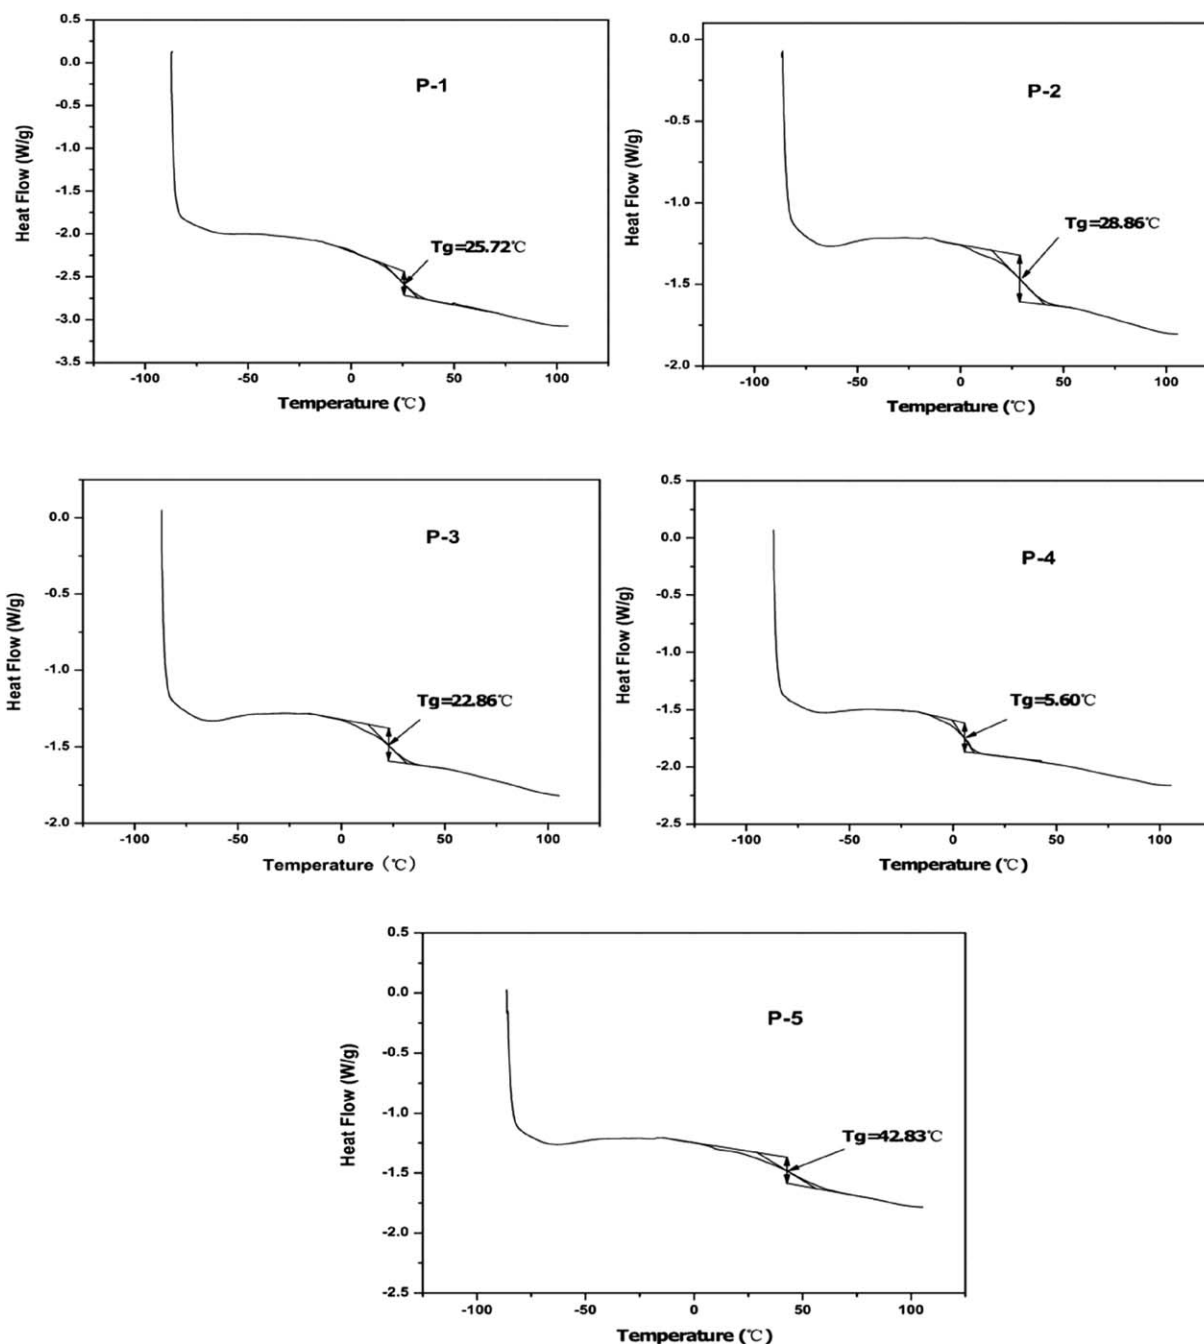 0.5
0.0
-0.5
-1.0
-1.5
-2.0
-2.5
-3.0
-3.5
Heat Flow (W/g)
P-1
Tg=25.72℃
-100 -50 0 50 100
Temperature (℃)
0.0
-0.5
-1.0
-1.5
-2.0
Heat Flow (W/g)
P-2
Tg=28.86℃
-100 -50 0 50 100
Temperature (℃)
0.0
-0.5
-1.0
-1.5
-2.0
Heat Flow (W/g)
P-3
Tg=22.86℃
-100 -50 0 50 100
Temperature (℃)
0.5
0.0
-0.5
-1.0
-1.5
-2.0
-2.5
Heat Flow (W/g)
P-4
Tg=5.60℃
-100 -50 0 50 100
Temperature (℃)
0.5
0.0
-0.5
-1.0
-1.5
-2.0
-2.5
Heat Flow (W/g)
P-5
Tg=42.83℃
-100 -50 0 50 100
Temperature (℃)